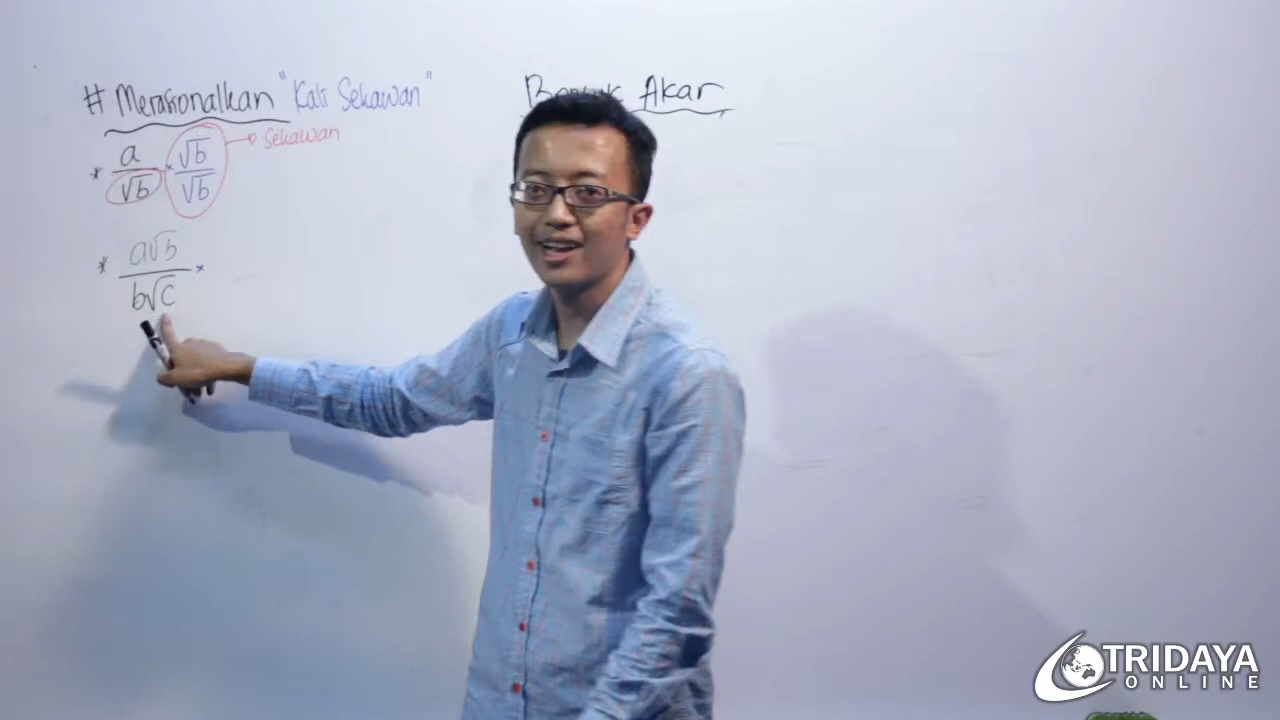 # Merasionalkan "Kali Sekawan"
Akar
* a/√b × √b/√b → Sekawan
* a√b/b√c ×
TRIDAYA
ONLINE